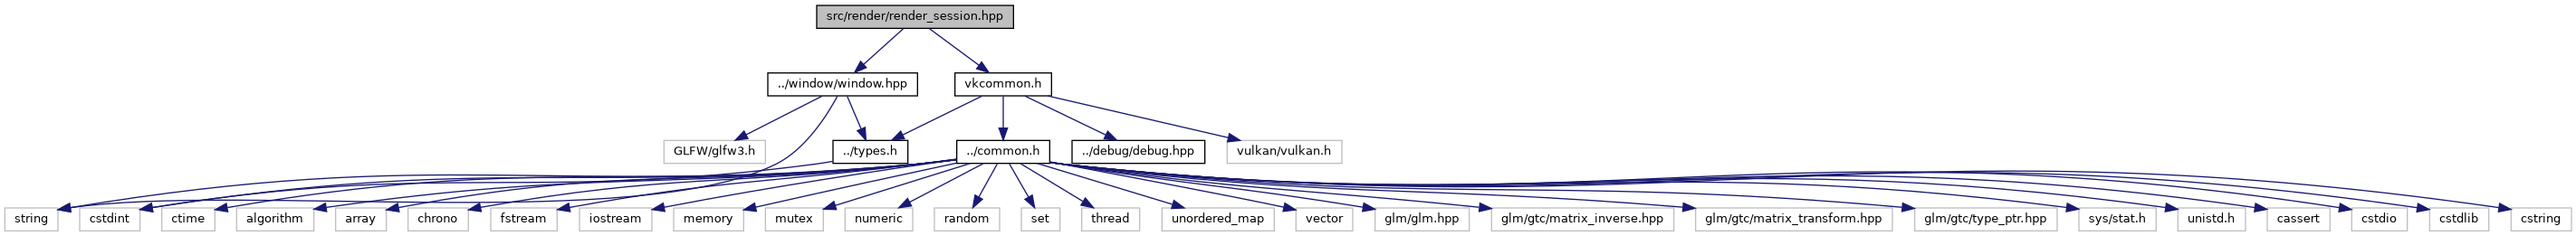 src/render/render_session.hpp
../window/window.hpp
vkcommon.h
GLFW/glfw3.h
../types.h
../common.h
../debug/debug.hpp
vulkan/vulkan.h
string
cstdint
ctime
algorithm
array
chrono
fstream
iostream
memory
mutex
numeric
random
set
thread
unordered_map
vector
glm/glm.hpp
glm/gtc/matrix_inverse.hpp
glm/gtc/matrix_transform.hpp
glm/gtc/type_ptr.hpp
sys/stat.h
unistd.h
cassert
cstdio
cstdlib
cstring